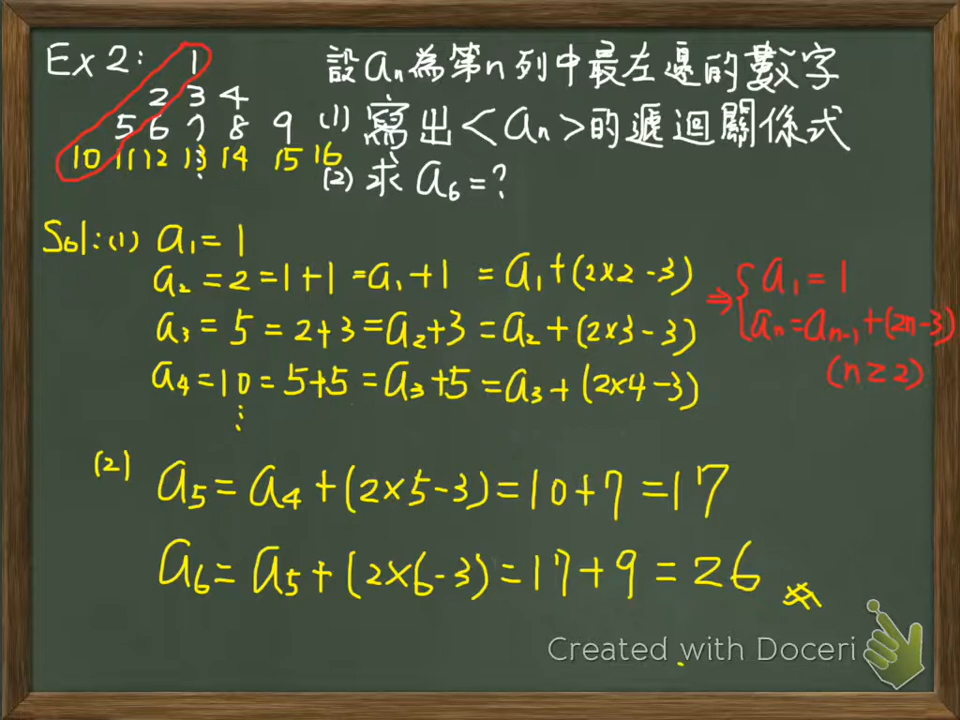 Ex 2: 1 設 aₙ 為第 n 列中最左邊的數字
2 3 4
5 6 7 8 9 (1) 寫出 <aₙ> 的遞迴關係式
10 11 12 13 14 15 16
⋮ (2) 求 a₆ = ?
Sol: (1) a₁ = 1
a₂ = 2 = 1+1 = a₁+1 = a₁+(2×2-3)
a₃ = 5 = 2+3 = a₂+3 = a₂+(2×3-3)
a₄ = 10 = 5+5 = a₃+5 = a₃+(2×4-3)
⋮
⇒ { a₁ = 1
aₙ = aₙ₋₁+(2n-3)
(n≥2)
(2) a₅ = a₄+(2×5-3) = 10+7 = 17
a₆ = a₅+(2×6-3) = 17+9 = 26
Created with Doceri